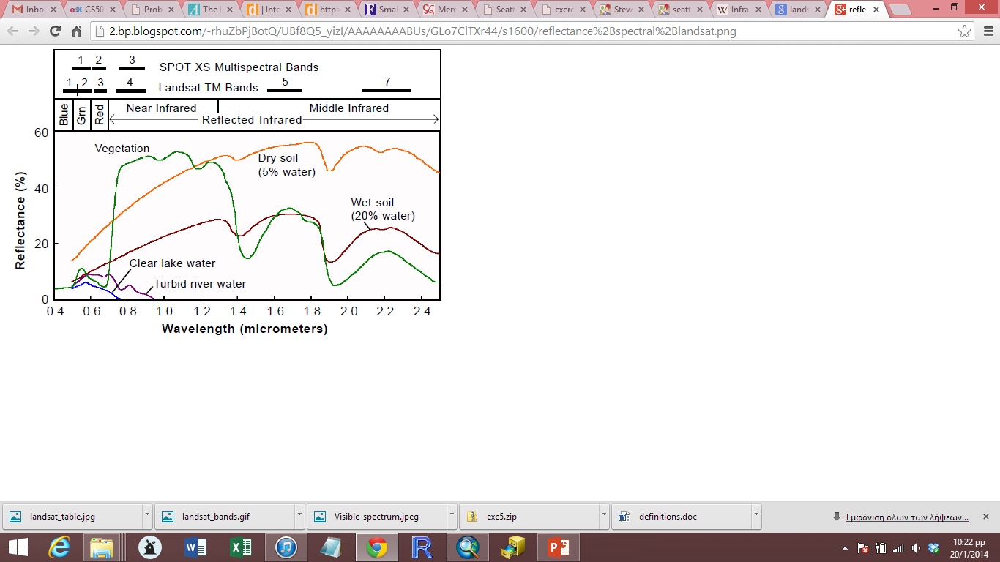 Inbo
CS50
Prob
The I
d | Inte
https
Smal
Men
Seatt
exerc
Stew
seatt
Infra
lands
refle
2.bp.blogspot.com/-rhuZbPjBotQ/UBf8Q5_yizI/AAAAAAAABUs/GLo7ClTXr44/s1600/reflectance%2Bspectral%2Blandsat.png
1 2 3
SPOT XS Multispectral Bands
1 2 3 4 5 7
Landsat TM Bands
Blue
Grn
Red
Near Infrared
Middle Infrared
Reflected Infrared
60
40
20
0
Reflectance (%)
Vegetation
Dry soil
(5% water)
Wet soil
(20% water)
Clear lake water
Turbid river water
0.4 0.6 0.8 1.0 1.2 1.4 1.6 1.8 2.0 2.2 2.4
Wavelength (micrometers)
landsat_table.jpg
landsat_bands.gif
Visible-spectrum.jpeg
exc5.zip
definitions.doc
Εμφάνιση όλων των λήψεων...
10:22 μμ
20/1/2014